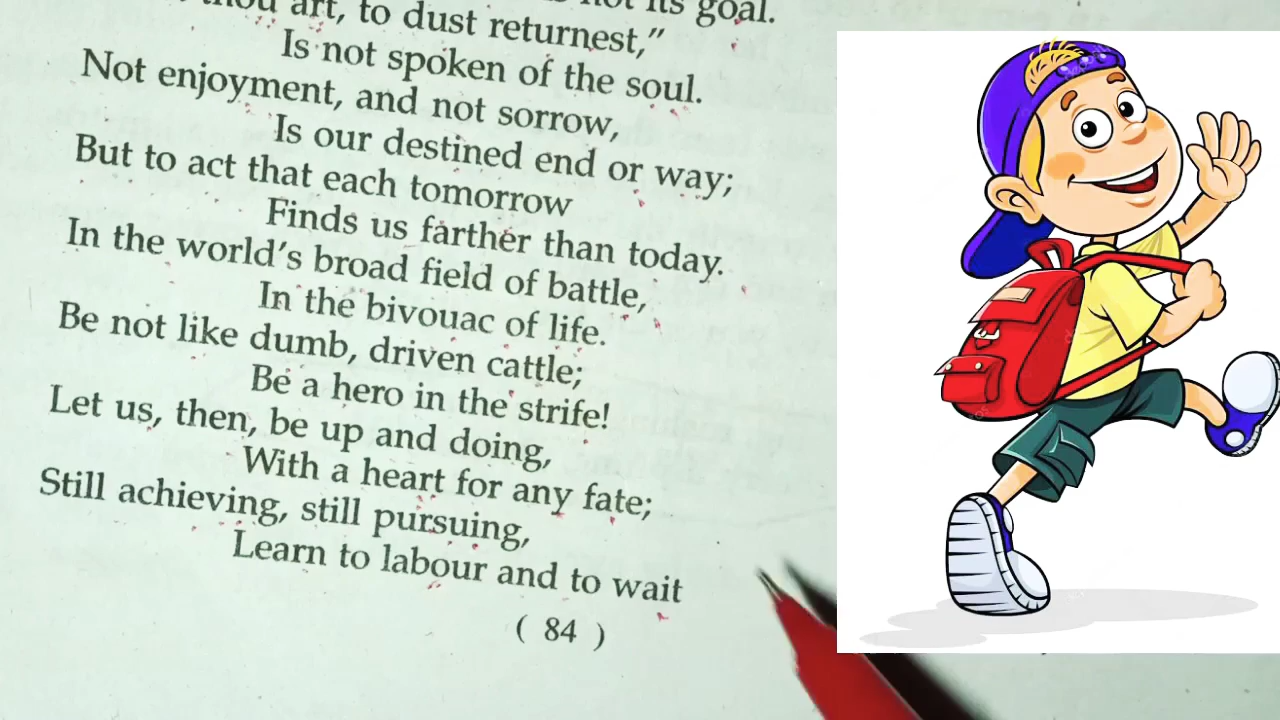 not its goal.
thou art, to dust returnest,”
Is not spoken of the soul.
Not enjoyment, and not sorrow,
Is our destined end or way;
But to act that each tomorrow
Finds us farther than today.
In the world’s broad field of battle,
In the bivouac of life.
Be not like dumb, driven cattle;
Be a hero in the strife!
Let us, then, be up and doing,
With a heart for any fate;
Still achieving, still pursuing,
Learn to labour and to wait
( 84 )